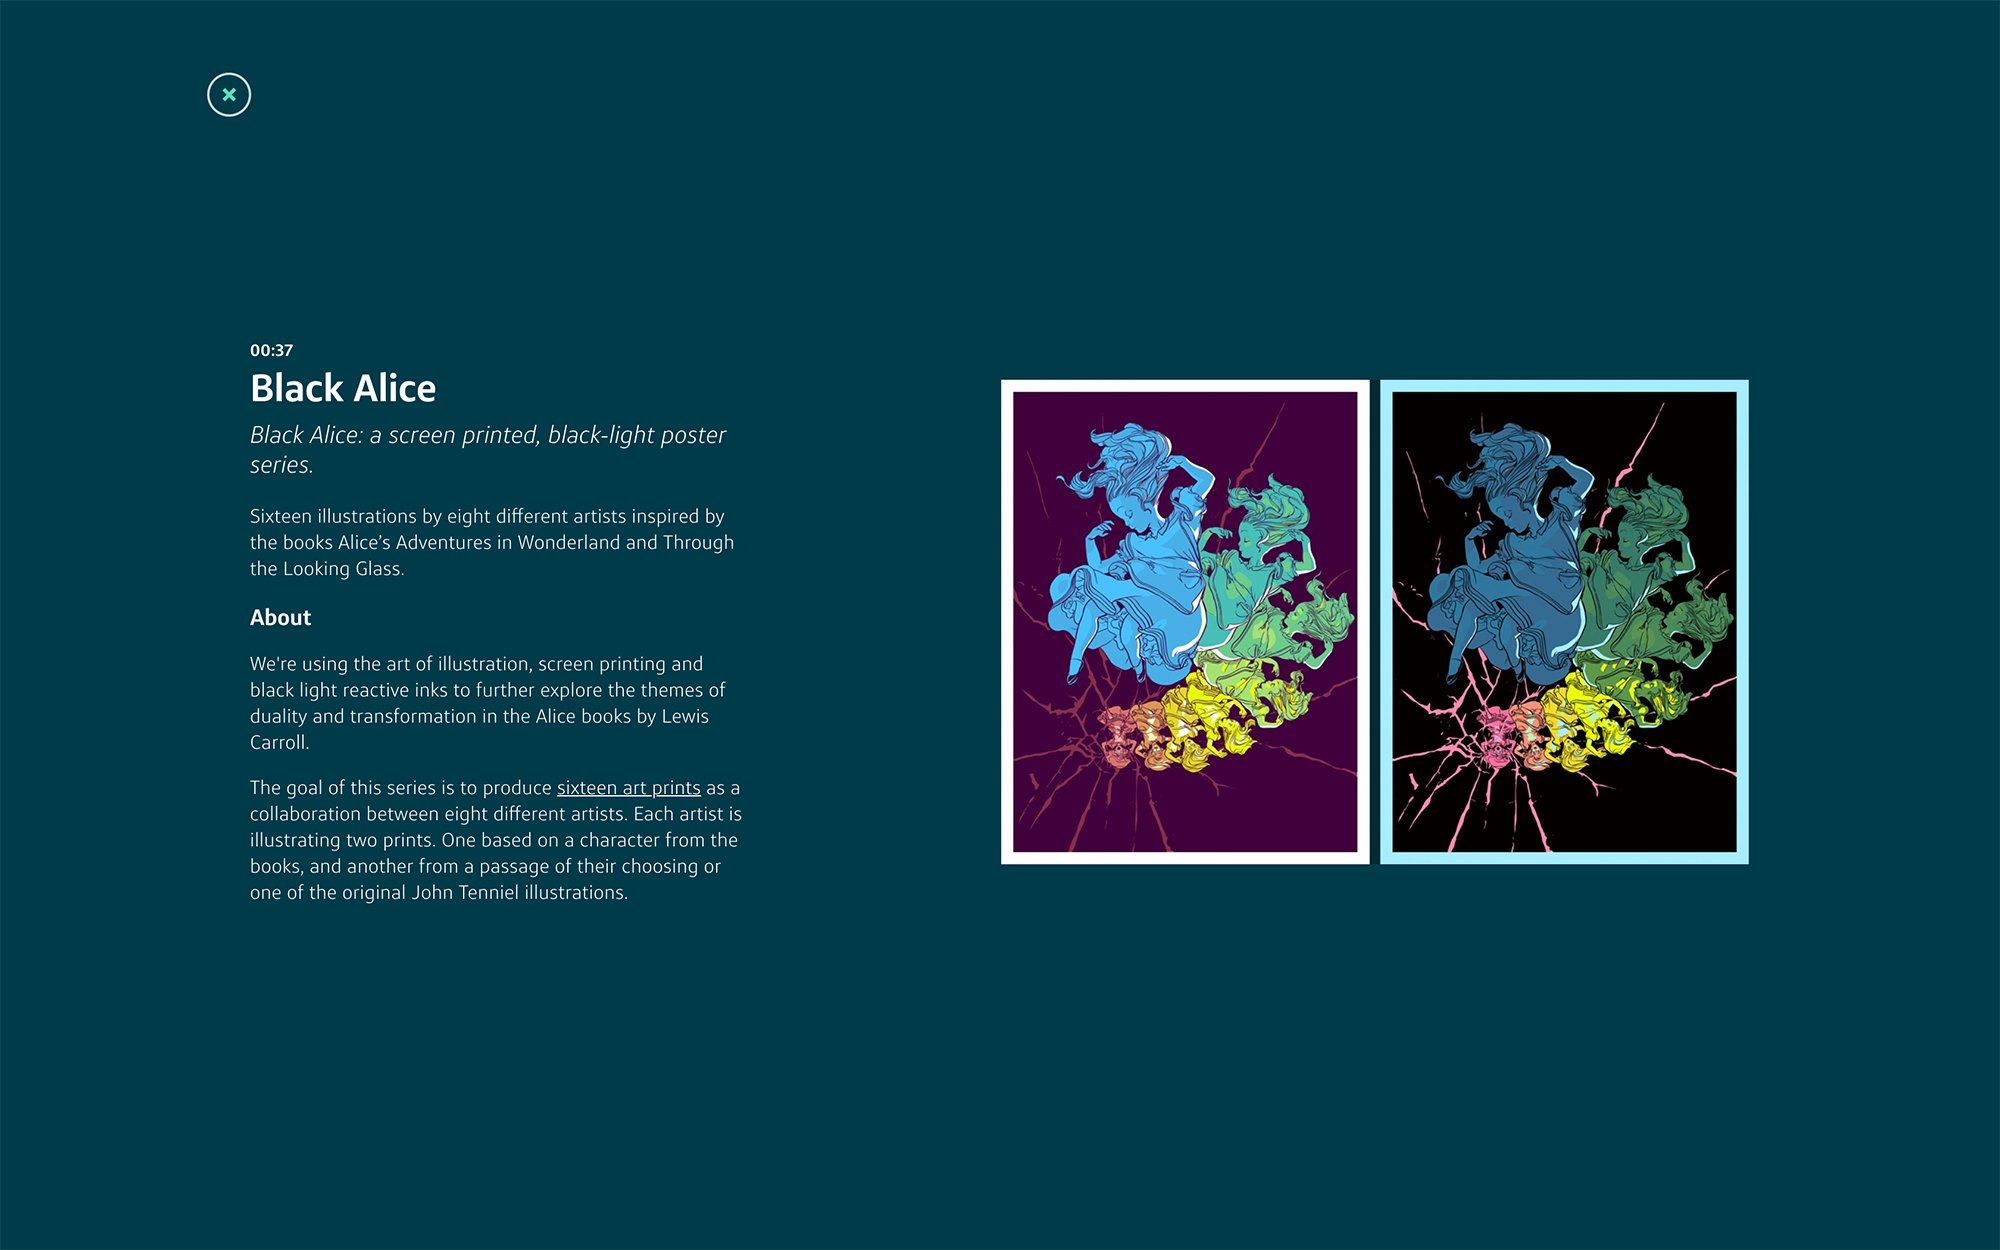 00:37
Black Alice
Black Alice: a screen printed, black-light poster
series.
Sixteen illustrations by eight different artists inspired by
the books Alice’s Adventures in Wonderland and Through
the Looking Glass.
About
We're using the art of illustration, screen printing and
black light reactive inks to further explore the themes of
duality and transformation in the Alice books by Lewis
Carroll.
The goal of this series is to produce sixteen art prints as a
collaboration between eight different artists. Each artist is
illustrating two prints. One based on a character from the
books, and another from a passage of their choosing or
one of the original John Tenniel illustrations.